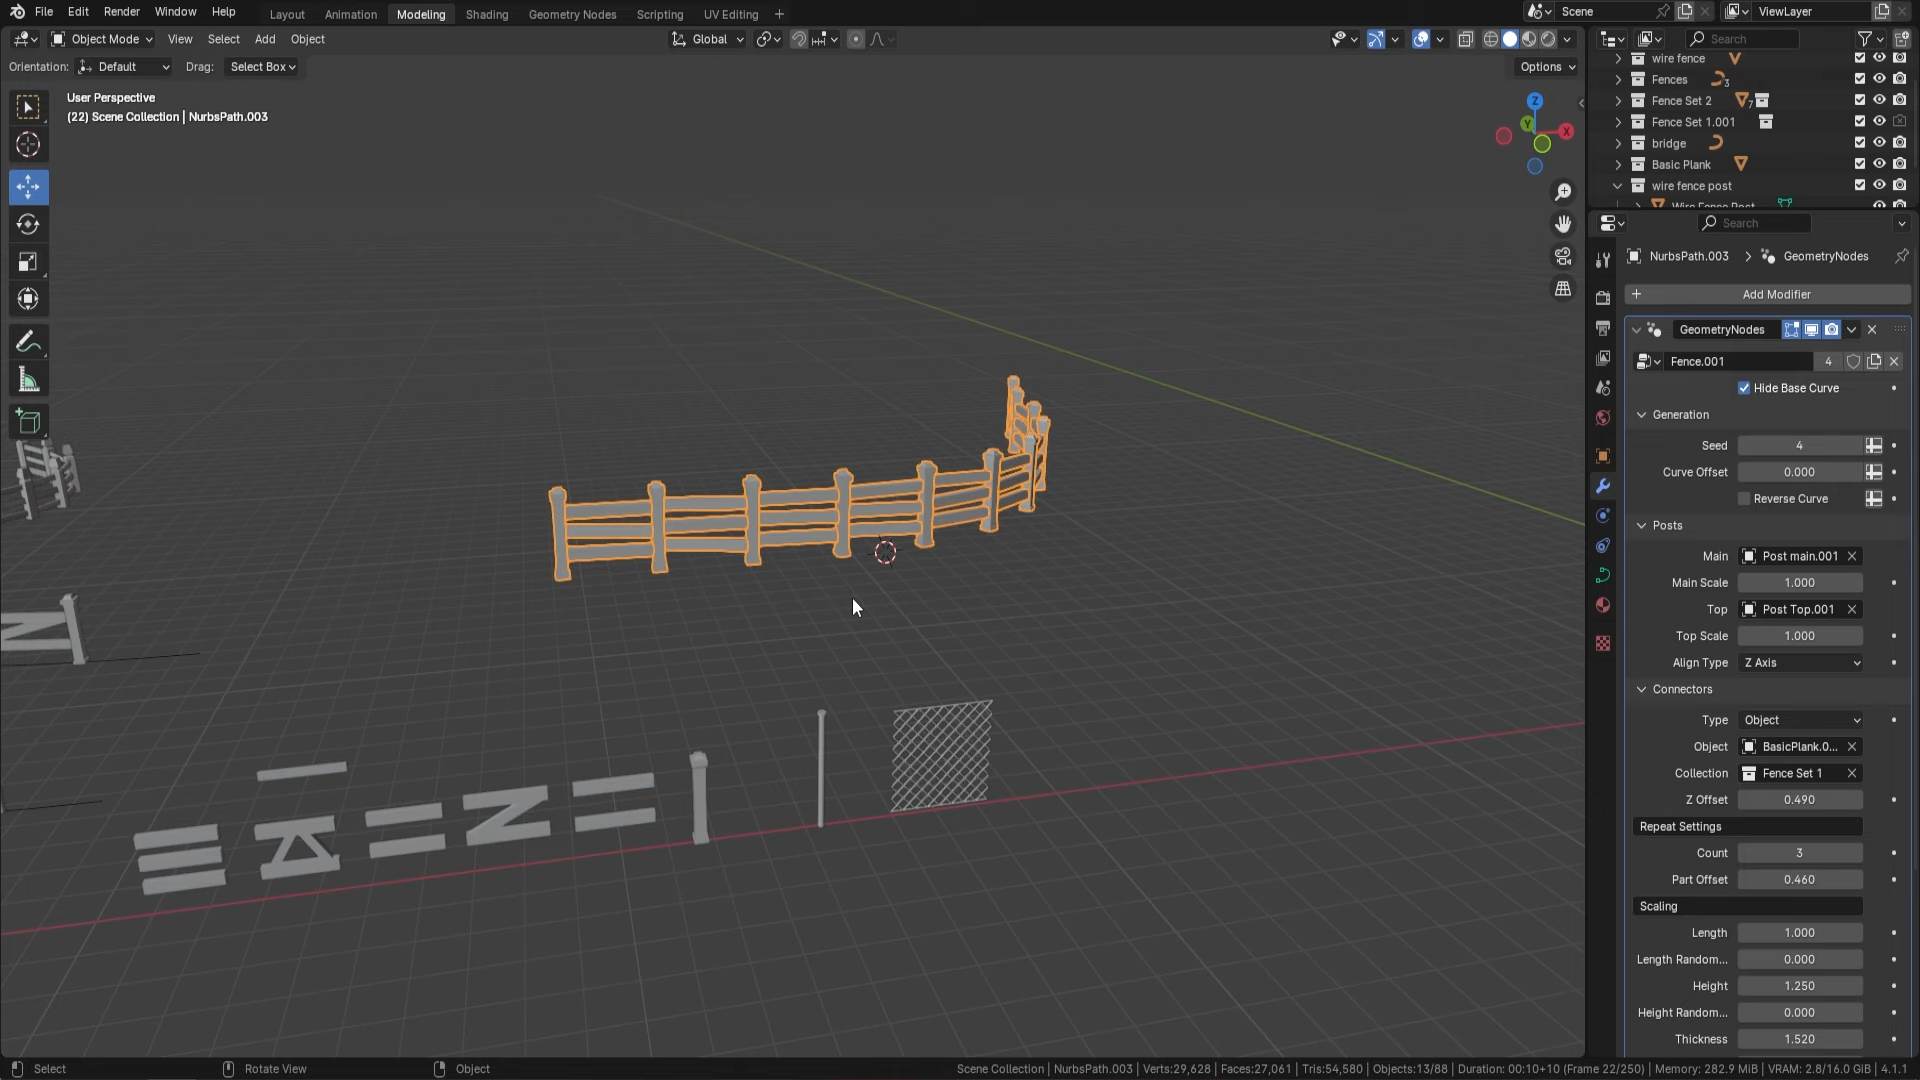 File Edit Render Window Help Layout Animation Modeling Shading Geometry Nodes Scripting UV Editing + Scene ViewLayer
Object Mode View Select Add Object Global Search
Orientation: Default Drag: Select Box Options
User Perspective
(22) Scene Collection | NurbsPath.003
Z
Y
X
wire fence
Fences 3
Fence Set 2 7
Fence Set 1.001
bridge
Basic Plank
wire fence post
Wire Fence Post
Search
NurbsPath.003 > GeometryNodes
+ Add Modifier
GeometryNodes
Fence.001 4
Hide Base Curve
Generation
Seed 4
Curve Offset 0.000
Reverse Curve
Posts
Main Post main.001
Main Scale 1.000
Top Post Top.001
Top Scale 1.000
Align Type Z Axis
Connectors
Type Object
Object BasicPlank.0...
Collection Fence Set 1
Z Offset 0.490
Repeat Settings
Count 3
Part Offset 0.460
Scaling
Length 1.000
Length Random... 0.000
Height 1.250
Height Random... 0.000
Thickness 1.520
Select Rotate View Object Scene Collection | NurbsPath.003 | Verts:29,628 | Faces:27,061 | Tris:54,580 | Objects:13/88 | Duration: 00:10+10 (Frame 22/250) | Memory: 282.9 MiB | VRAM: 2.8/16.0 GiB | 4.1.1